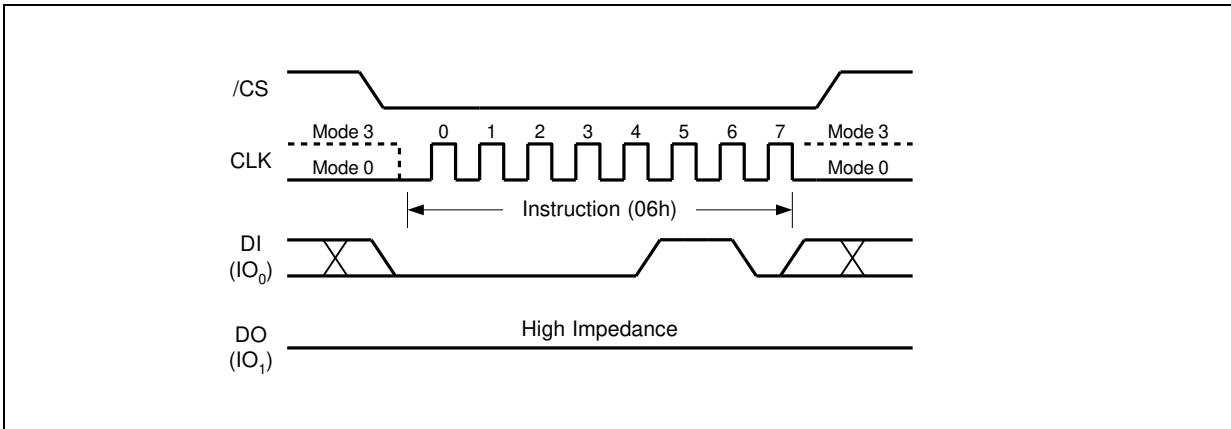 /CS
Mode 3 0 1 2 3 4 5 6 7 Mode 3
CLK
Mode 0 Mode 0
Instruction (06h)
DI
(IO0)
High Impedance
DO
(IO1)